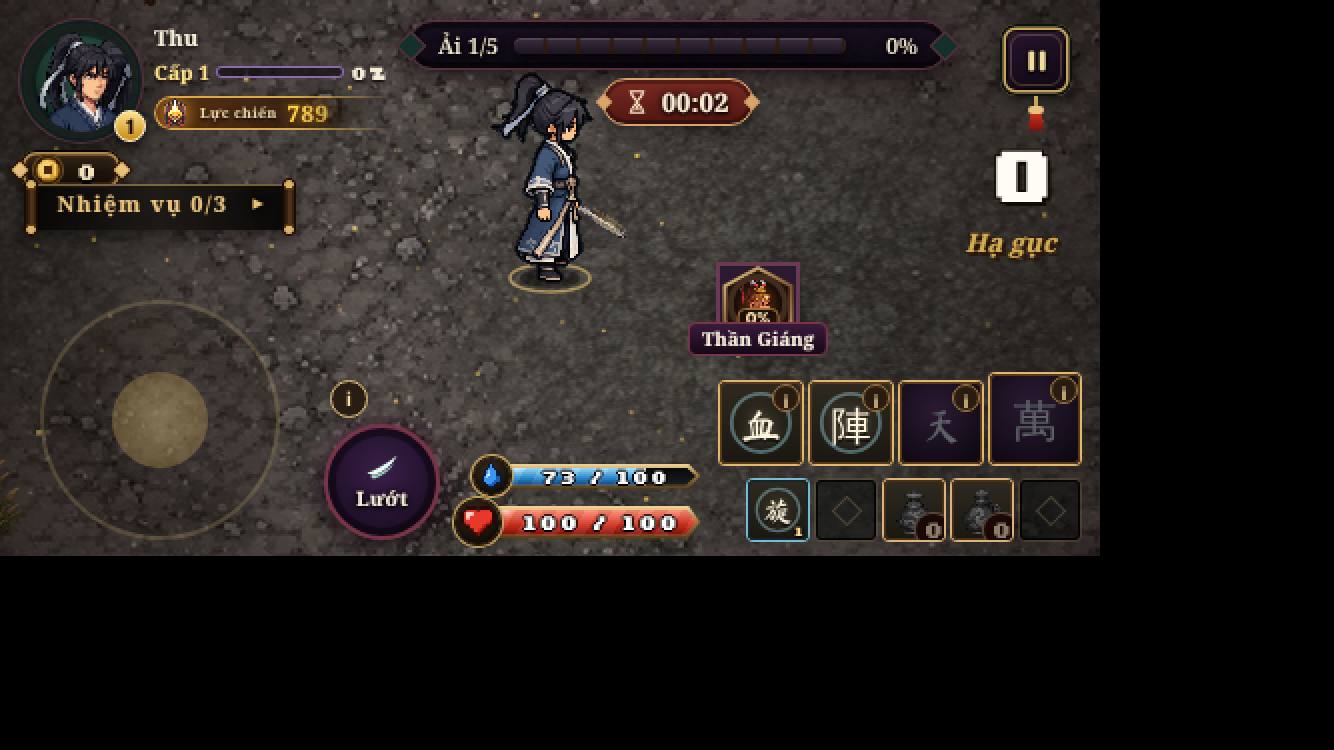 Thu
Cấp 1
0 %
Lực chiến 789
1
0
Nhiệm vụ 0/3
Ải 1/5
0%
00:02
0
Hạ gục
0%
Thần Giáng
i
Lướt
73 / 100
100 / 100
i
i
i
i
血
陣
天
萬
旋
1
0
0